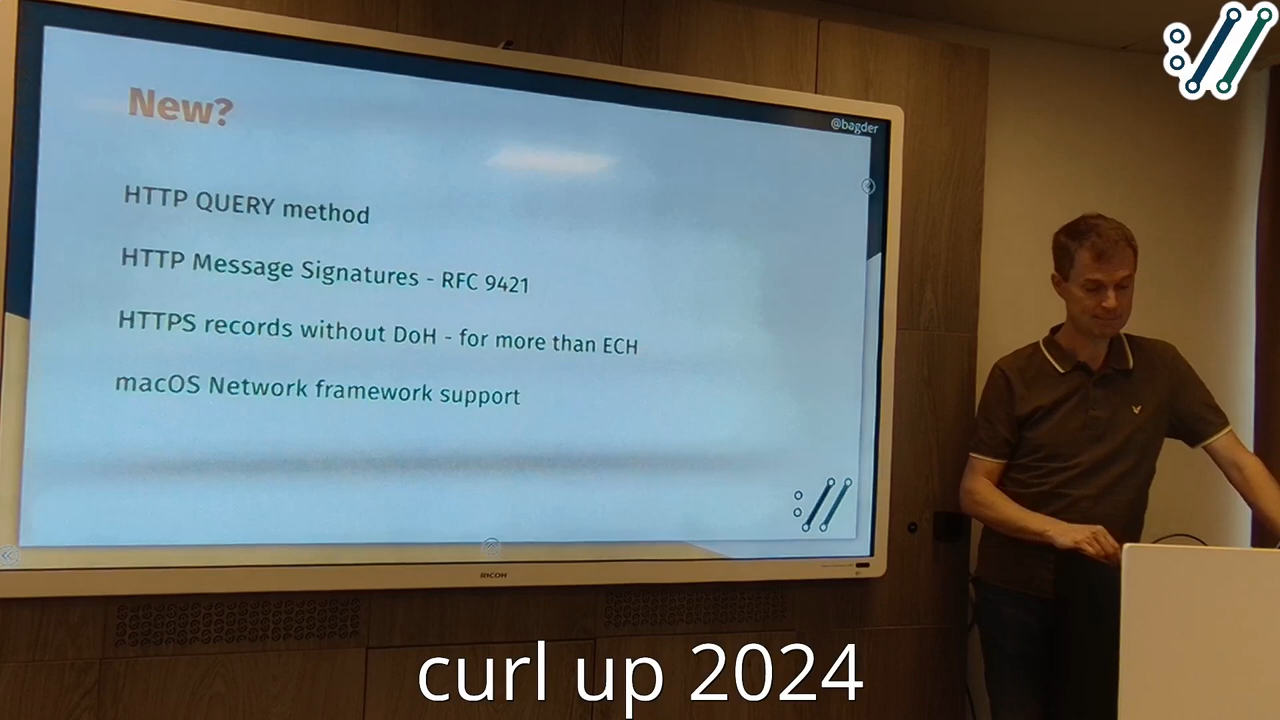 New?
@bagder
HTTP QUERY method
HTTP Message Signatures - RFC 9421
HTTPS records without DoH - for more than ECH
macOS Network framework support
RICOH
curl up 2024